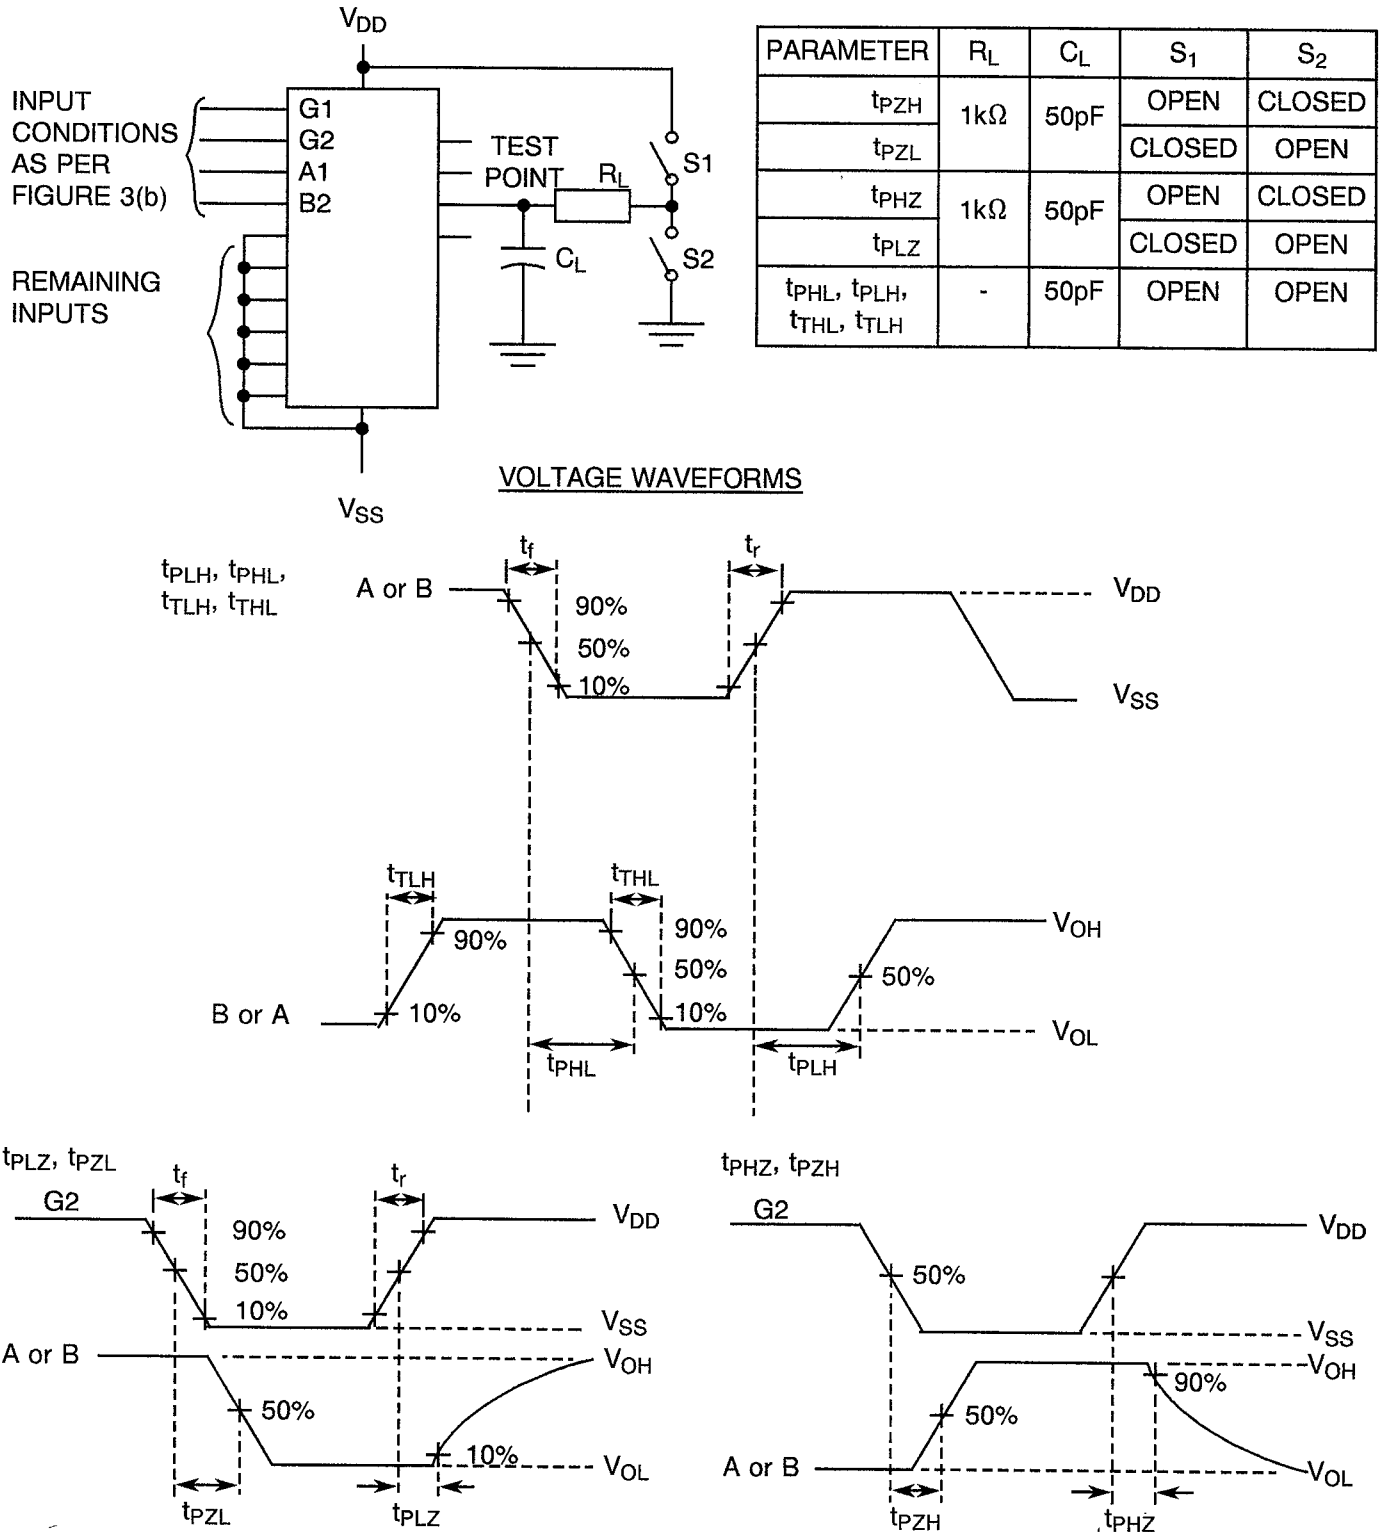 VDD
INPUT
CONDITIONS
AS PER
FIGURE 3(b)
G1
G2
A1
B2
TEST
POINT
RL
CL
S1
S2
REMAINING
INPUTS
VSS
PARAMETER RL CL S1 S2
tPZH 1kΩ 50pF OPEN CLOSED
tPZL CLOSED OPEN
tPHZ 1kΩ 50pF OPEN CLOSED
tPLZ CLOSED OPEN
tPHL, tPLH, - 50pF OPEN OPEN
tTHL, tTLH
VOLTAGE WAVEFORMS
tPLH, tPHL,
tTLH, tTHL
A or B
tf
tr
90%
50%
10%
VDD
VSS
tTLH
tTHL
90%
90%
50%
50%
10%
10%
B or A
VOH
VOL
tPHL
tPLH
tPLZ, tPZL
G2
tf
tr
90%
50%
10%
VDD
VSS
A or B
VOH
50%
10%
VOL
tPZL
tPLZ
tPHZ, tPZH
G2
VDD
50%
VSS
VOH
90%
50%
A or B
VOL
tPZH
tPHZ